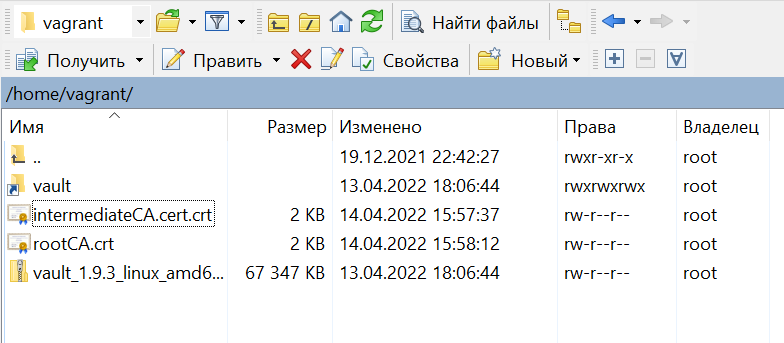 vagrant Найти файлы
Получить Править Свойства Новый
/home/vagrant/
Имя Размер Изменено Права Владелец
.. 19.12.2021 22:42:27 rwxr-xr-x root
vault 13.04.2022 18:06:44 rwxrwxrwx root
intermediateCA.cert.crt 2 KB 14.04.2022 15:57:37 rw-r--r-- root
rootCA.crt 2 KB 14.04.2022 15:58:12 rw-r--r-- root
vault_1.9.3_linux_amd6... 67 347 KB 13.04.2022 18:06:44 rw-r--r-- root